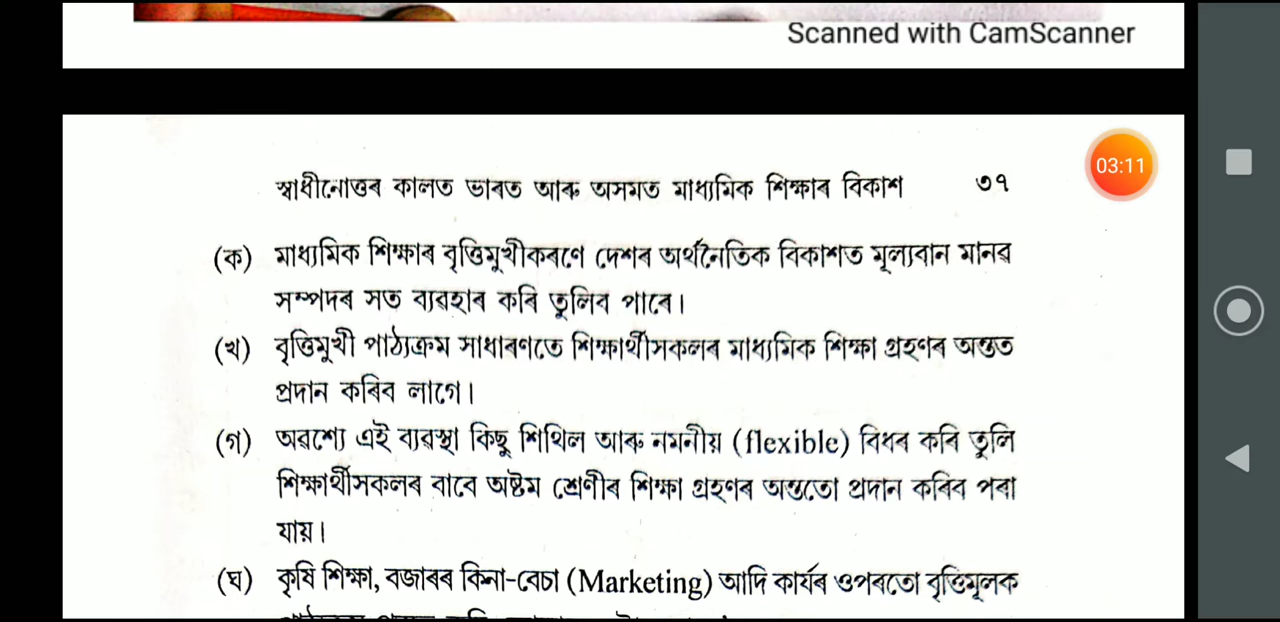 Scanned with CamScanner
03:11
স্বাধীনোত্তৰ কালত ভাৰত আৰু অসমত মাধ্যমিক শিক্ষাৰ বিকাশ ৩৭
(ক) মাধ্যমিক শিক্ষাৰ বৃত্তিমুখীকৰণে দেশৰ অৰ্থনৈতিক বিকাশত মূল্যবান মানৱ
সম্পদৰ সত ব্যৱহাৰ কৰি তুলিব পাৰে।
(খ) বৃত্তিমুখী পাঠ্যক্ৰম সাধাৰণতে শিক্ষাৰ্থীসকলৰ মাধ্যমিক শিক্ষা গ্ৰহণৰ অন্তত
প্ৰদান কৰিব লাগে।
(গ) অৱশ্যে এই ব্যৱস্থা কিছু শিথিল আৰু নমনীয় (flexible) বিধৰ কৰি তুলি
শিক্ষাৰ্থীসকলৰ বাবে অষ্টম শ্ৰেণীৰ শিক্ষা গ্ৰহণৰ অন্ততো প্ৰদান কৰিব পৰা
যায়।
(ঘ) কৃষি শিক্ষা, বজাৰৰ কিনা-বেচা (Marketing) আদি কাৰ্যৰ ওপৰতো বৃত্তিমূলক